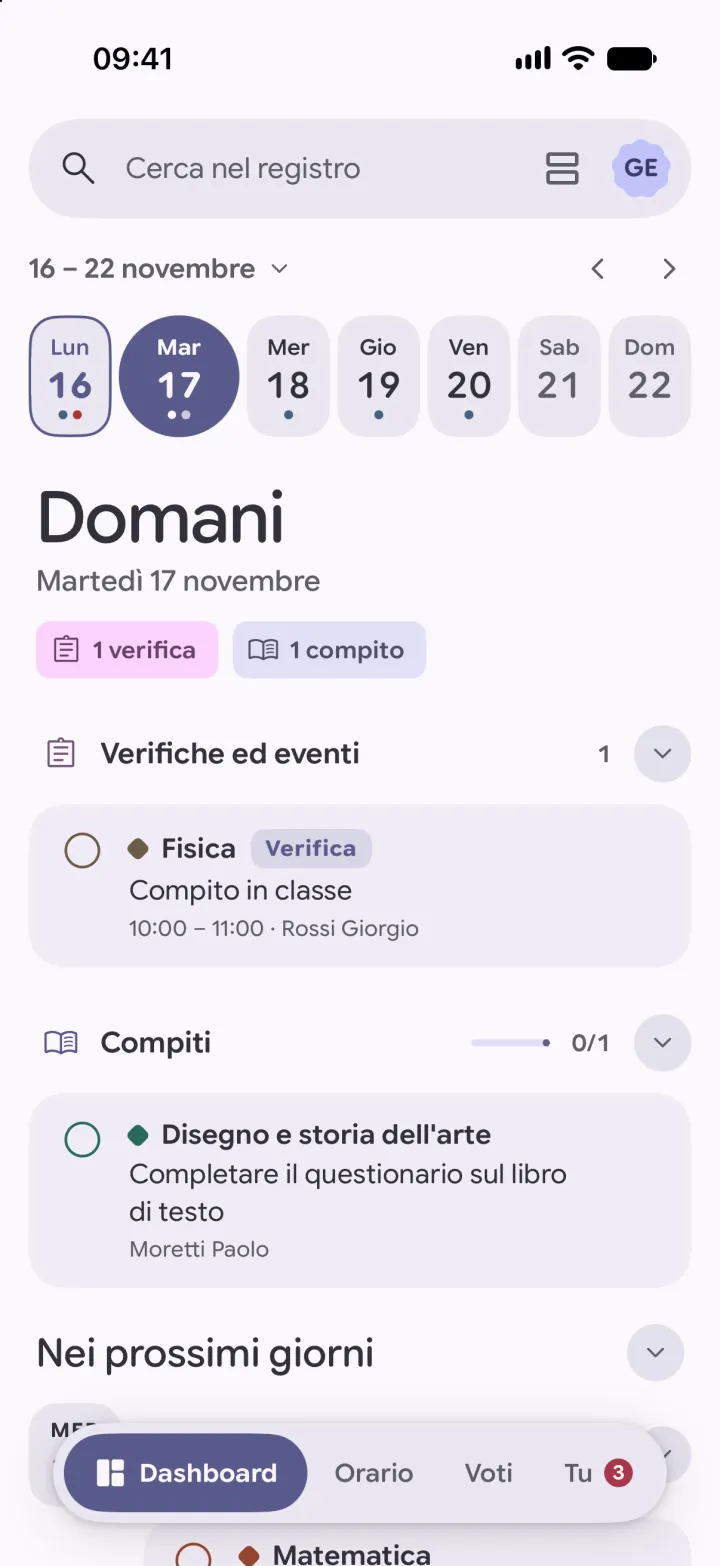 09:41
Cerca nel registro
GE
16 – 22 novembre
Lun Mar Mer Gio Ven Sab Dom
16 17 18 19 20 21 22
Domani
Martedì 17 novembre
1 verifica 1 compito
Verifiche ed eventi 1
Fisica Verifica
Compito in classe
10:00 – 11:00 · Rossi Giorgio
Compiti 0/1
Disegno e storia dell'arte
Completare il questionario sul libro
di testo
Moretti Paolo
Nei prossimi giorni
Dashboard Orario Voti Tu 3
Matematica